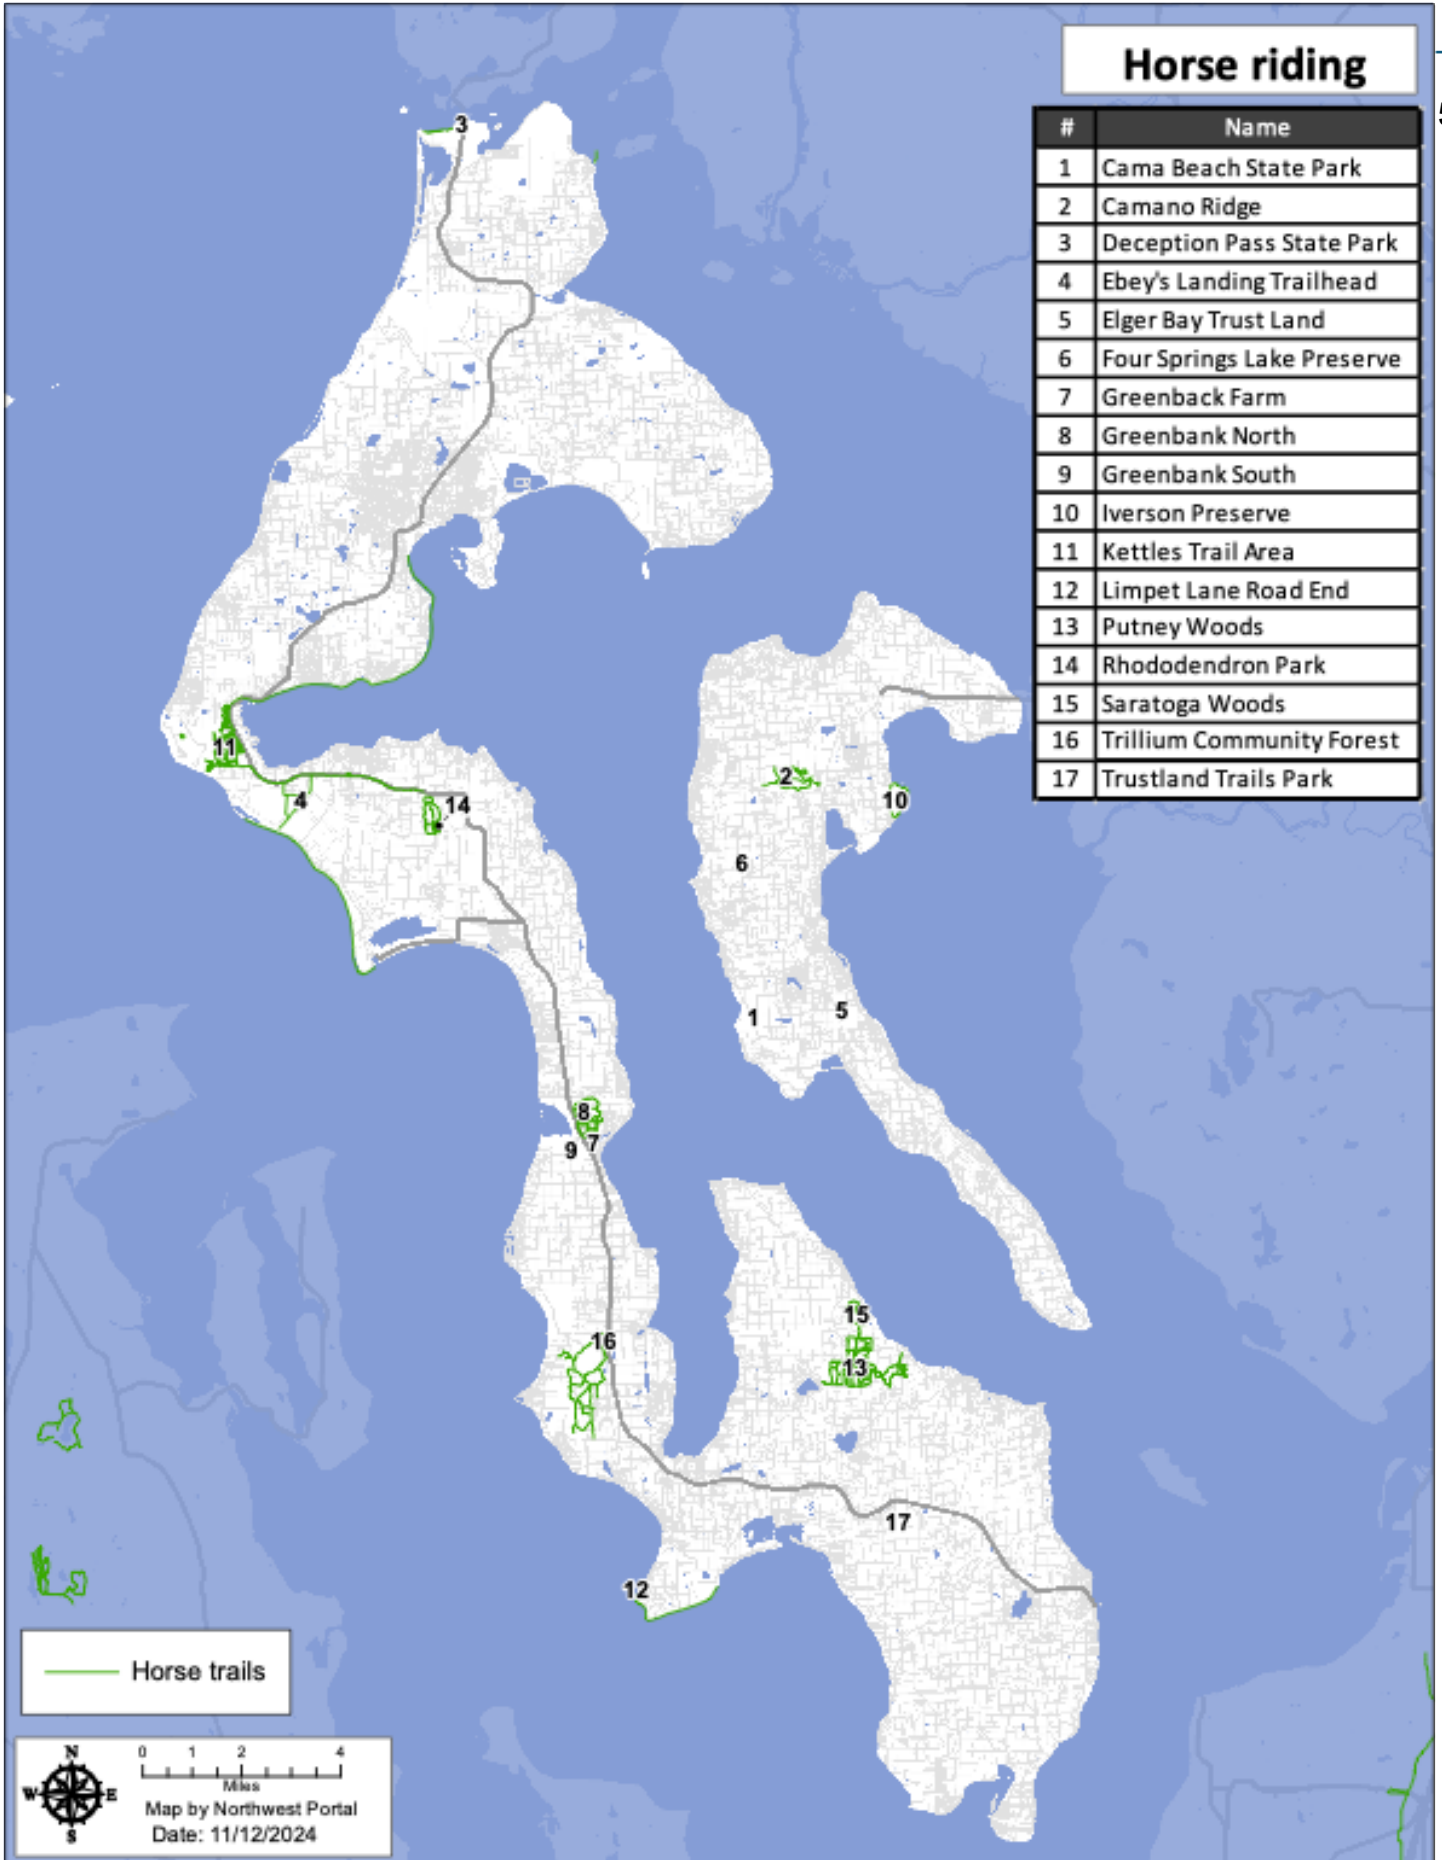 Horse riding
5
# Name
1 Cama Beach State Park
2 Camano Ridge
3 Deception Pass State Park
4 Ebey's Landing Trailhead
5 Elger Bay Trust Land
6 Four Springs Lake Preserve
7 Greenback Farm
8 Greenbank North
9 Greenbank South
10 Iverson Preserve
11 Kettles Trail Area
12 Limpet Lane Road End
13 Putney Woods
14 Rhododendron Park
15 Saratoga Woods
16 Trillium Community Forest
17 Trustland Trails Park
3
11
2
10
4
14
6
1
5
8
7
9
15
16
13
17
12
Horse trails
N
W E
S
0 1 2 4
Miles
Map by Northwest Portal
Date: 11/12/2024